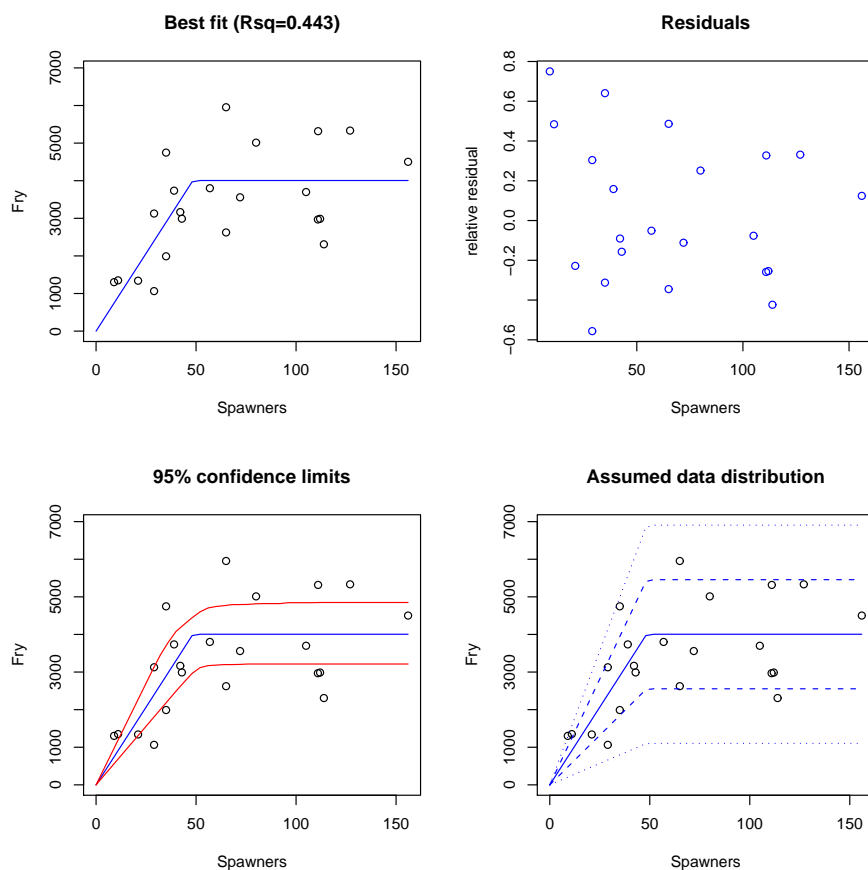 Best fit (Rsq=0.443)
Fry
7000
5000
3000
1000
0
0 50 100 150
Spawners
Residuals
relative residual
0.8
0.4
0.2
0.0
−0.2
−0.6
50 100 150
Spawners
95% confidence limits
Fry
7000
5000
3000
1000
0
0 50 100 150
Spawners
Assumed data distribution
Fry
7000
5000
3000
1000
0
0 50 100 150
Spawners